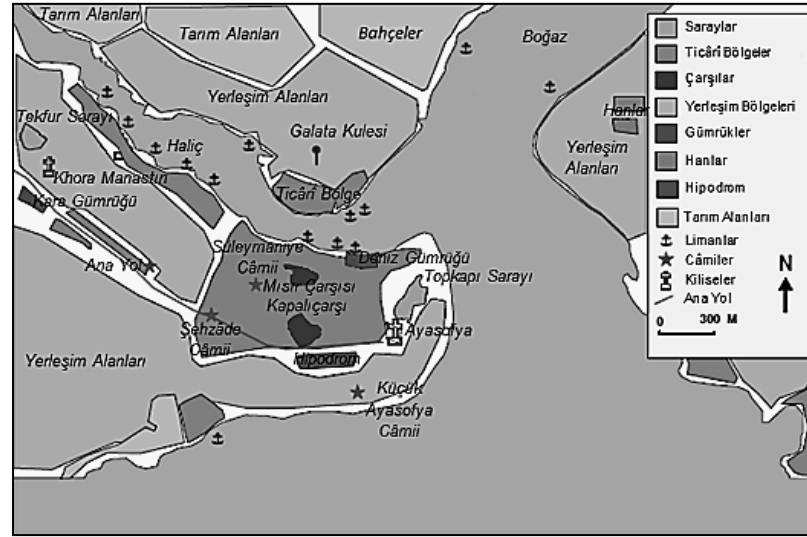 Tarım Alanları
Tarım Alanları
Bahçeler
Boğaz
Yerleşim Alanları
Galata Kulesi
Tekfur Sarayı
Haliç
Khora Manastırı
Kara Gümrüğü
Ticârî Bölge
Hanlar
Yerleşim
Alanları
Ana Yol
Süleymaniye
Câmii
Deniz Gümrüğü
Topkapı Sarayı
Mısır Çarşısı
Kapalıçarşı
Şehzâde
Câmii
Ayasofya
Hipodrom
Yerleşim Alanları
Küçük
Ayasofya
Câmii
Saraylar
Ticârî Bölgeler
Çarşılar
Yerleşim Bölgeleri
Gümrükler
Hanlar
Hipodrom
Tarım Alanları
Limanlar
Câmiler
Kiliseler
Ana Yol
N
0 300 M